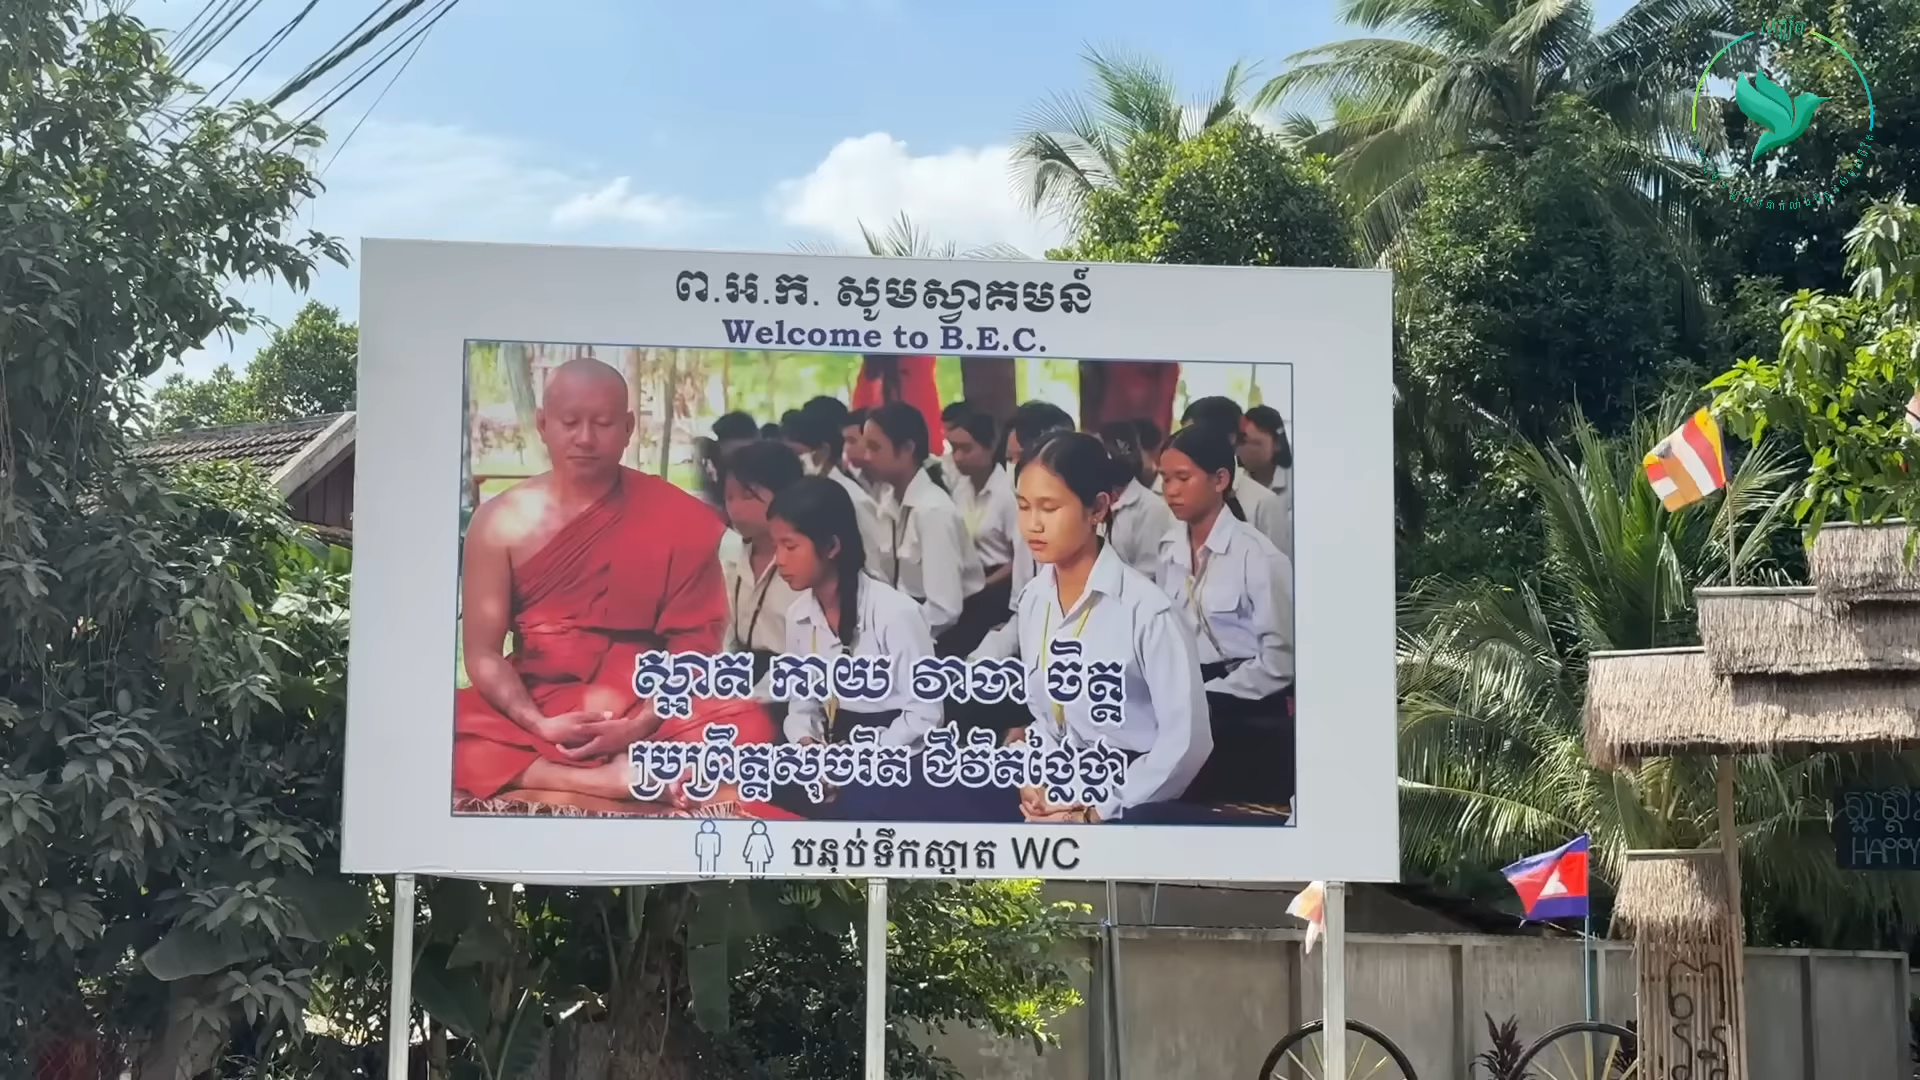 ព.អ.ក. សូមស្វាគមន៍
Welcome to B.E.C.
ស្អាត កាយ វាចា ចិត្ត
ប្រព្រឹត្តសុចរិត ជីវិតថ្លៃថ្លា
បន្ទប់ទឹកស្អាត WC
HAPPY